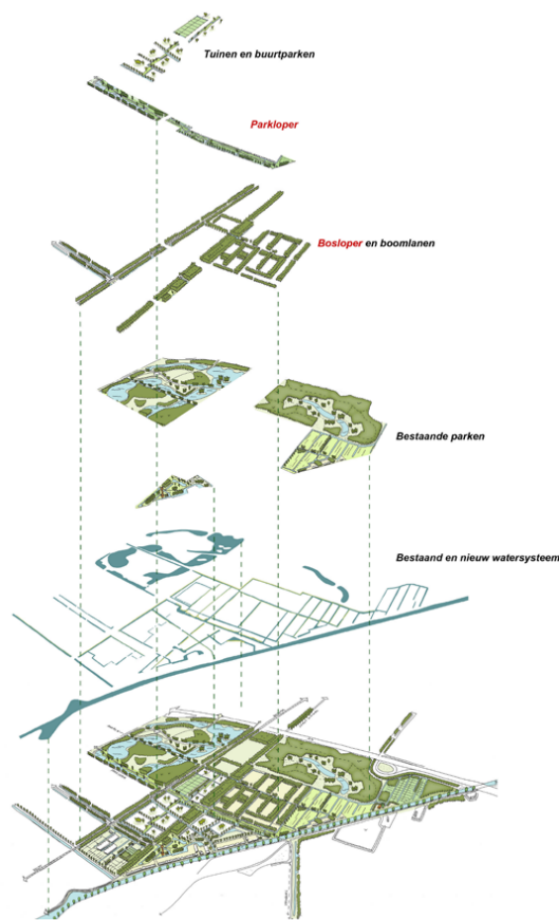 Tuinen en buurtparken
Parkloper
Bosloper en boomlanen
Bestaande parken
Bestaand en nieuw watersysteem